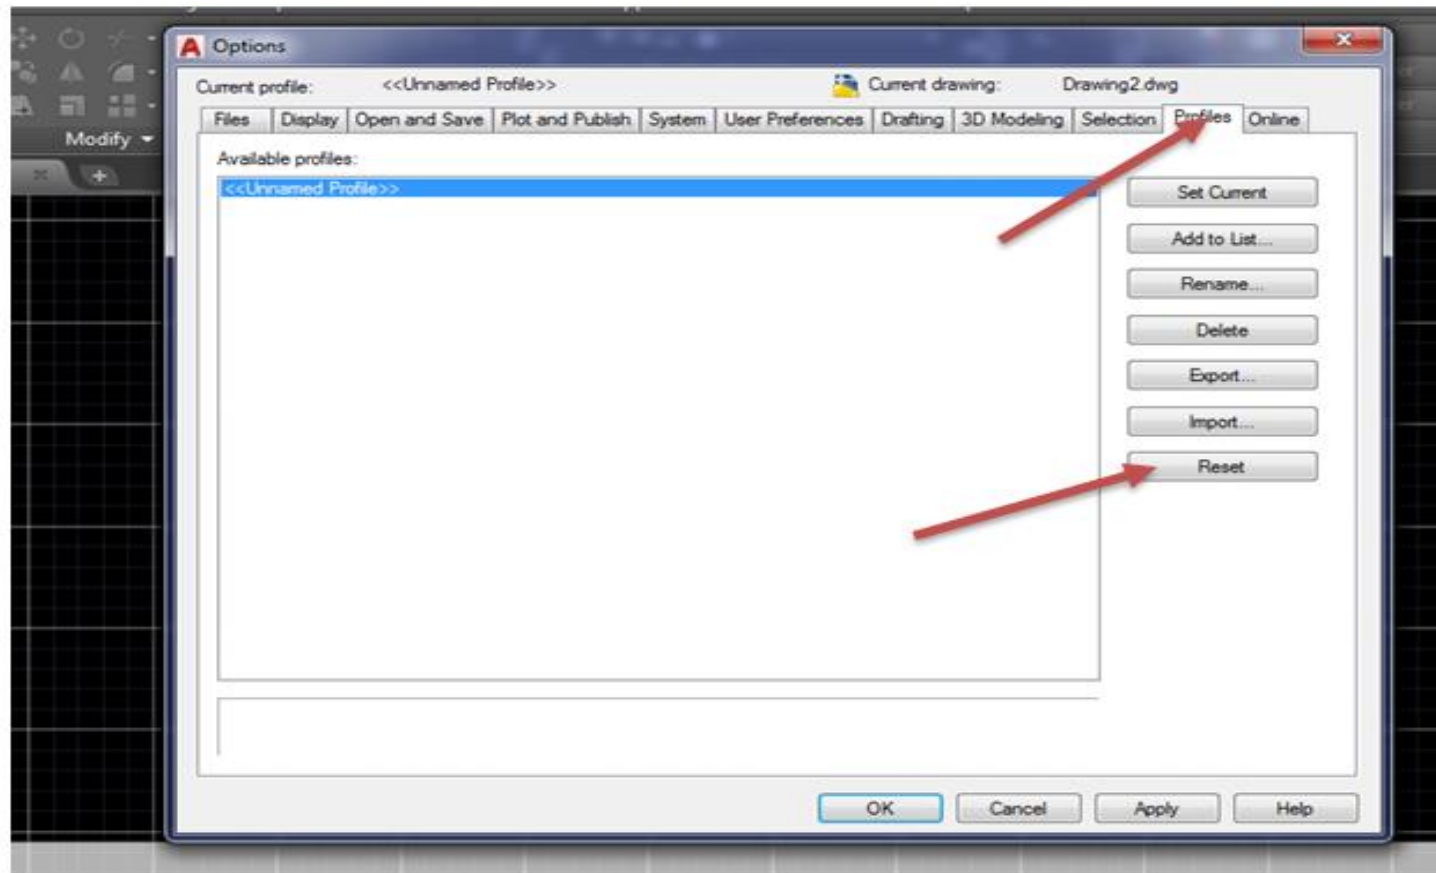 Options
Current profile: <<Unnamed Profile>> Current drawing: Drawing2.dwg
Files Display Open and Save Plot and Publish System User Preferences Drafting 3D Modeling Selection Profiles Online
Modify
Available profiles:
<<Unnamed Profile>>
Set Current
Add to List...
Rename...
Delete
Export...
Import...
Reset
OK Cancel Apply Help